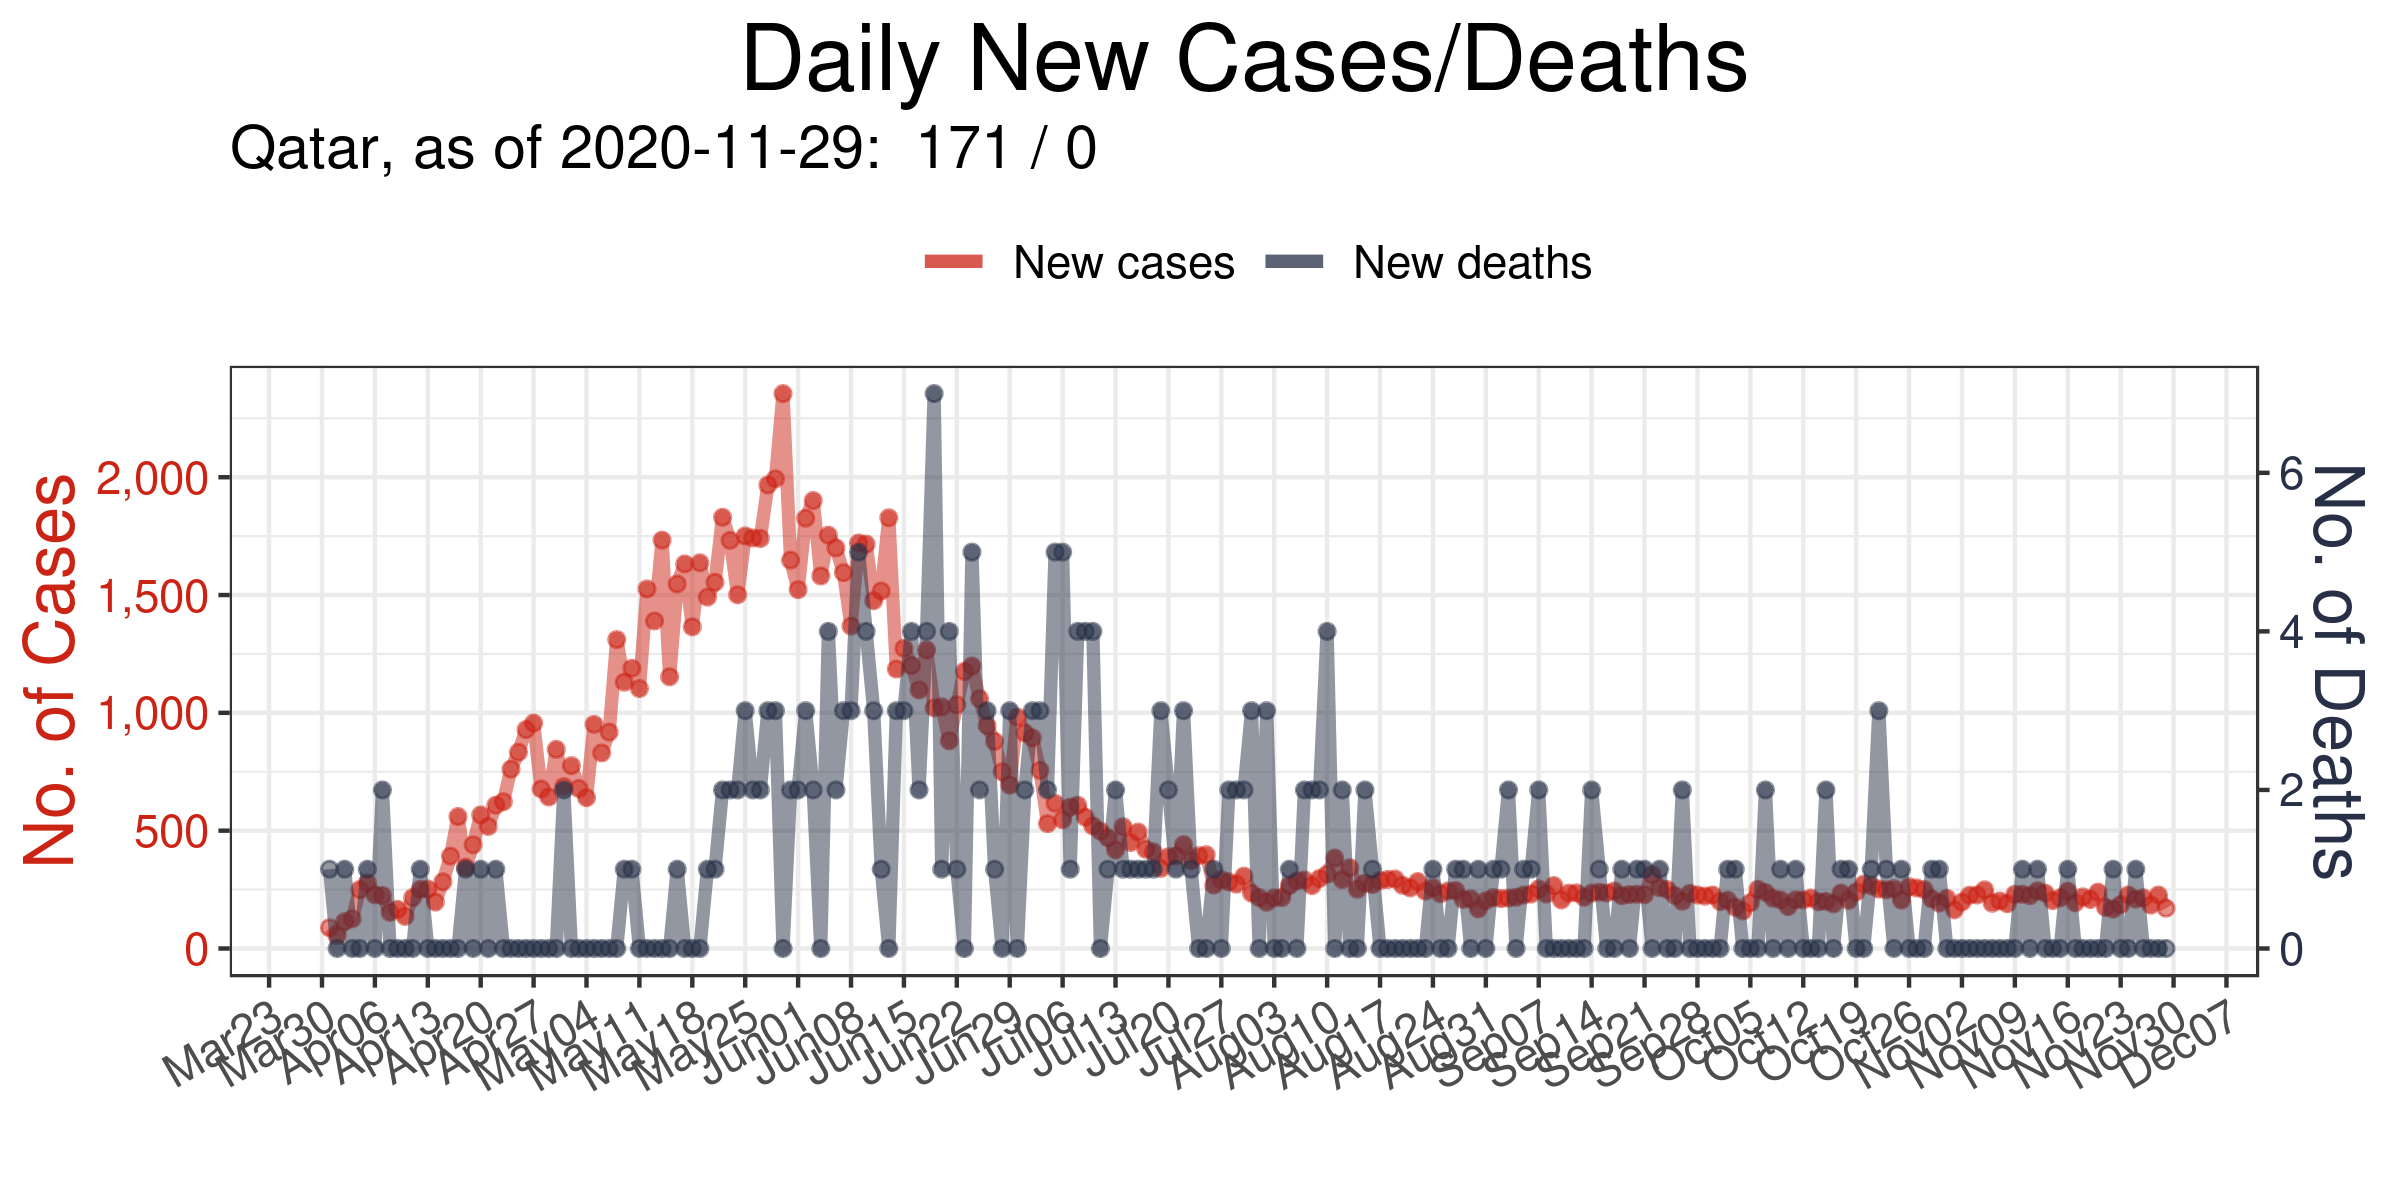 Daily New Cases/Deaths
Qatar, as of 2020-11-29:  171 / 0
New cases
New deaths
No. of Cases
2,000
1,500
1,000
500
0
6
4
2
0
No. of Deaths
Mar23
Mar30
Apr06
Apr13
Apr20
Apr27
May04
May11
May18
May25
Jun01
Jun08
Jun15
Jun22
Jun29
Jul06
Jul13
Jul20
Jul27
Aug03
Aug10
Aug17
Aug24
Aug31
Sep07
Sep14
Sep21
Sep28
Oct05
Oct12
Oct19
Oct26
Nov02
Nov09
Nov16
Nov23
Nov30
Dec07